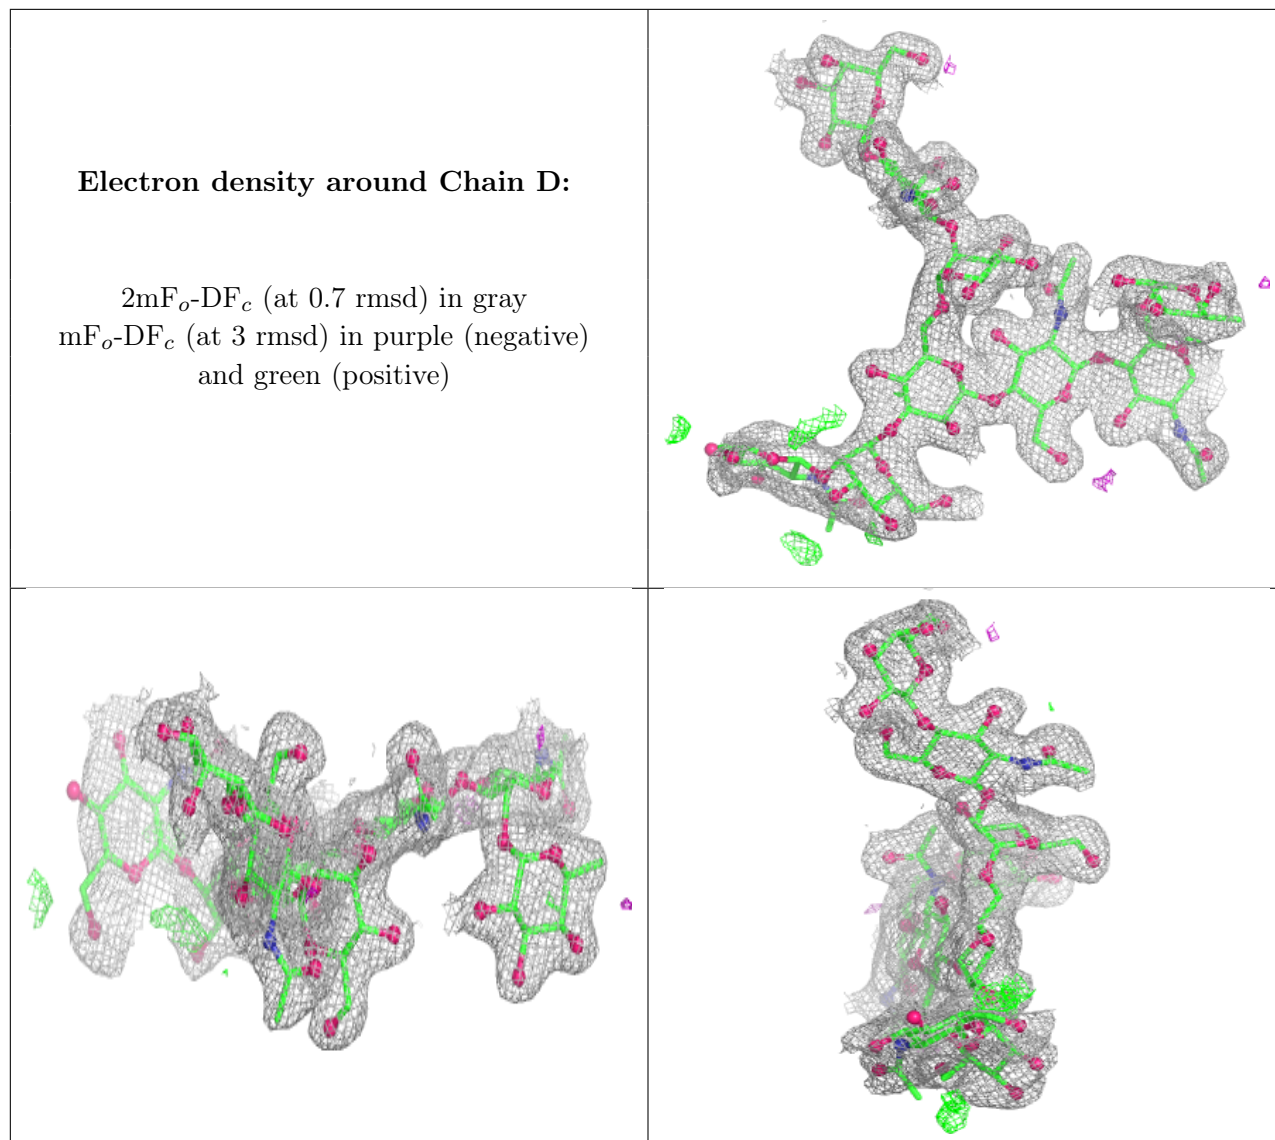 Electron density around Chain D:
2mF$_o$-DF$_c$ (at 0.7 rmsd) in gray
mF$_o$-DF$_c$ (at 3 rmsd) in purple (negative)
and green (positive)